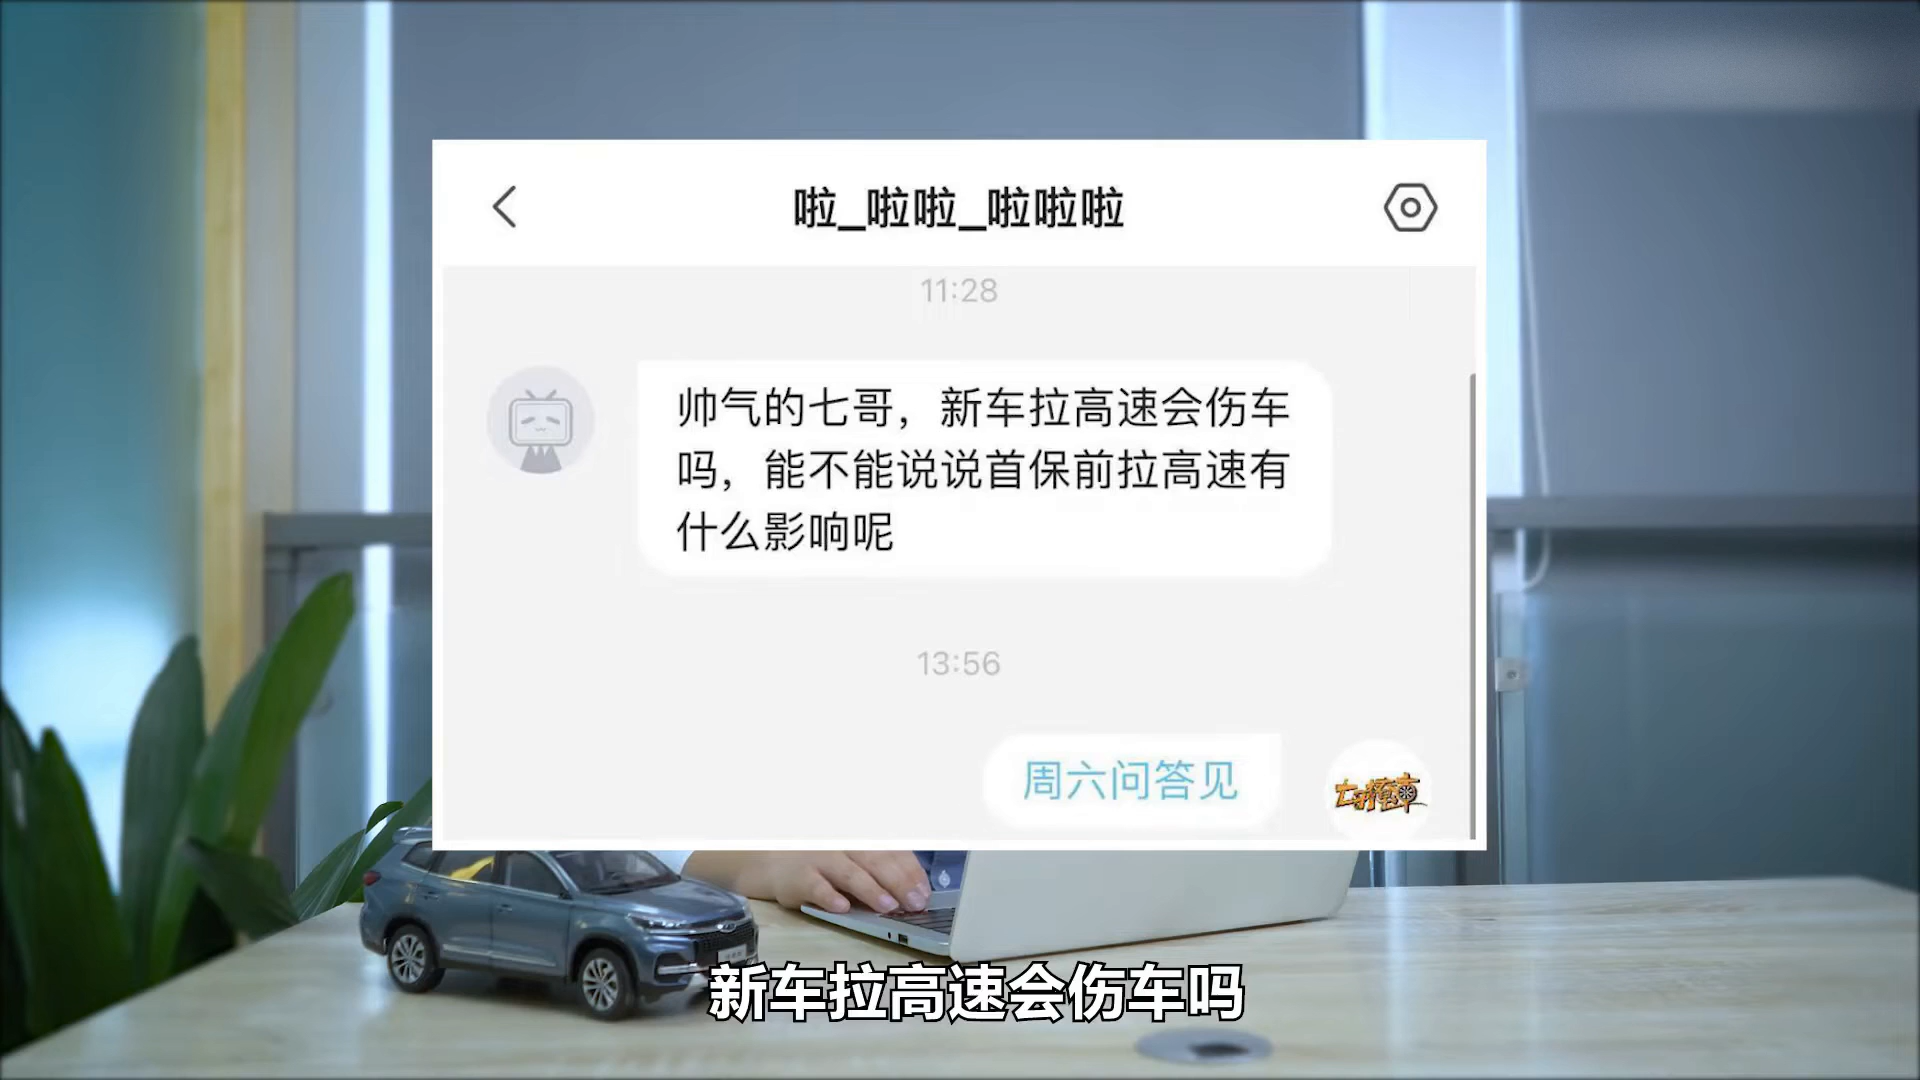 啦_啦啦_啦啦啦
11:28
帅气的七哥，新车拉高速会伤车
吗，能不能说说首保前拉高速有
什么影响呢
13:56
周六问答见
新车拉高速会伤车吗